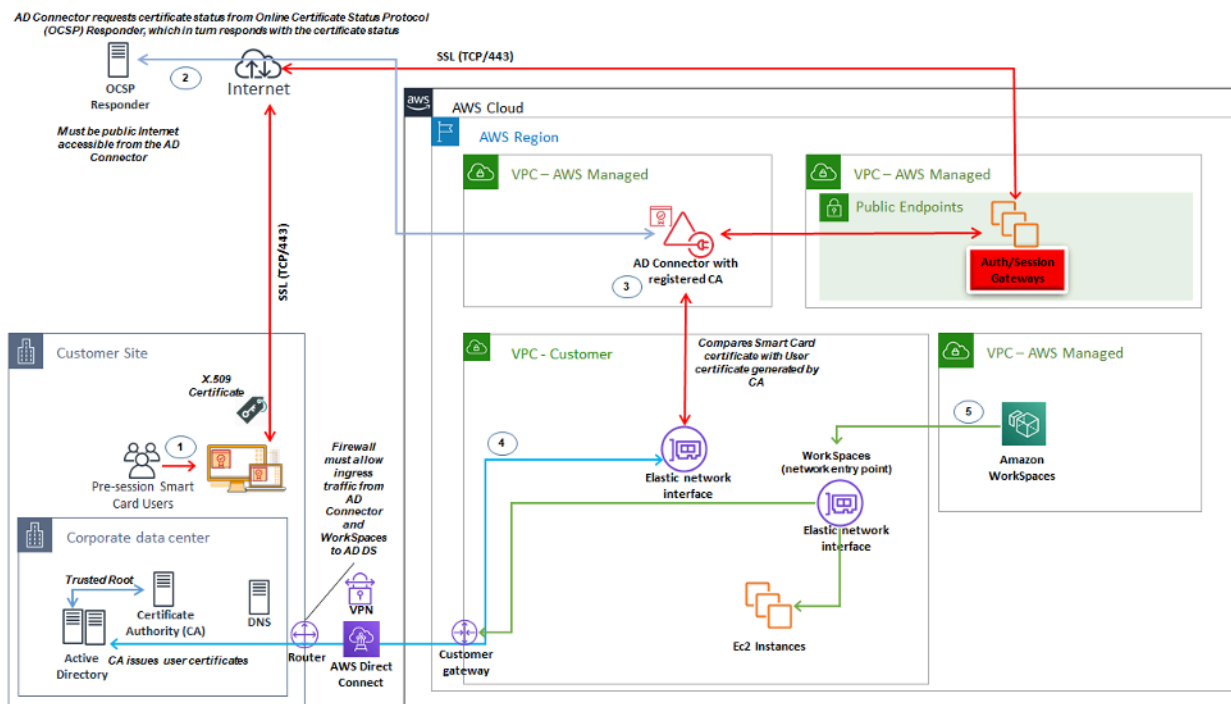 AD Connector requests certificate status from Online Certificate Status Protocol
(OCSP) Responder, which in turn responds with the certificate status
SSL (TCP/443)
2
OCSP
Responder
Internet
Must be public Internet
accessible from the AD
Connector
SSL (TCP/443)
aws
AWS Cloud
AWS Region
VPC – AWS Managed
AD Connector with
registered CA
3
VPC – AWS Managed
Public Endpoints
Auth/Session
Gateways
Customer Site
X.509
Certificate
1
Pre-session Smart
Card Users
Firewall
must allow
ingress
traffic from
AD
Connector
and
WorkSpaces
to AD DS
VPC - Customer
Compares Smart Card
certificate with User
certificate generated by
CA
4
Elastic network
interface
WorkSpaces
(network entry point)
Elastic network
interface
Ec2 Instances
VPC – AWS Managed
5
Amazon
WorkSpaces
Corporate data center
Trusted Root
Certificate
Authority (CA)
DNS
Active
Directory
CA issues user certificates
Router
VPN
AWS Direct
Connect
Customer
gateway